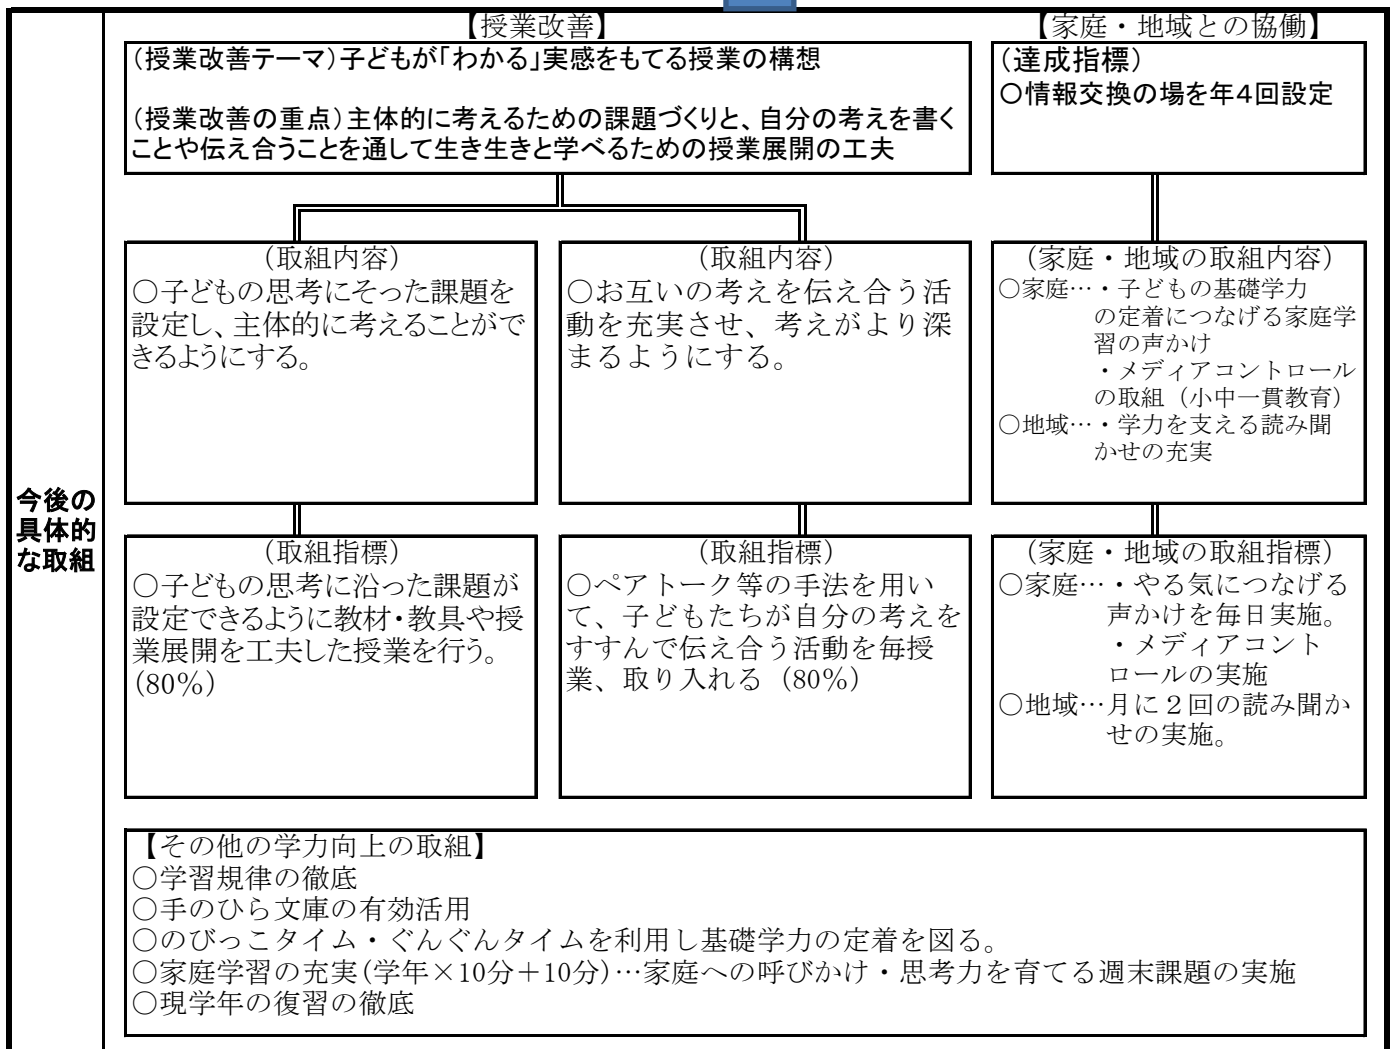 【授業改善】
(授業改善テーマ)子どもが「わかる」実感をもてる授業の構想
(授業改善の重点)主体的に考えるための課題づくりと、自分の考えを書く
ことや伝え合うことを通して生き生きと学べるための授業展開の工夫
【家庭・地域との協働】
(達成指標)
○情報交換の場を年4回設定
今後の
具体的
な取組
(取組内容)
○子どもの思考にそった課題を
設定し、主体的に考えることがで
きるようにする。
(取組内容)
○お互いの考えを伝え合う活
動を充実させ、考えがより深
まるようにする。
(家庭・地域の取組内容)
○家庭…・子どもの基礎学力
の定着につなげる家庭学
習の声かけ
・メディアコントロール
の取組(小中一貫教育)
○地域…・学力を支える読み聞
かせの充実
(取組指標)
○子どもの思考に沿った課題が
設定できるように教材・教具や授
業展開を工夫した授業を行う。
(80%)
(取組指標)
○ペアトーク等の手法を用い
て、子どもたちが自分の考えを
すすんで伝え合う活動を毎授
業、取り入れる(80%)
(家庭・地域の取組指標)
○家庭…・やる気につなげる
声かけを毎日実施。
・メディアコント
ロールの実施
○地域…月に2回の読み聞か
せの実施。
【その他の学力向上の取組】
○学習規律の徹底
○手のひら文庫の有効活用
○のびっこタイム・ぐんぐんタイムを利用し基礎学力の定着を図る。
○家庭学習の充実(学年×10分+10分)…家庭への呼びかけ・思考力を育てる週末課題の実施
○現学年の復習の徹底